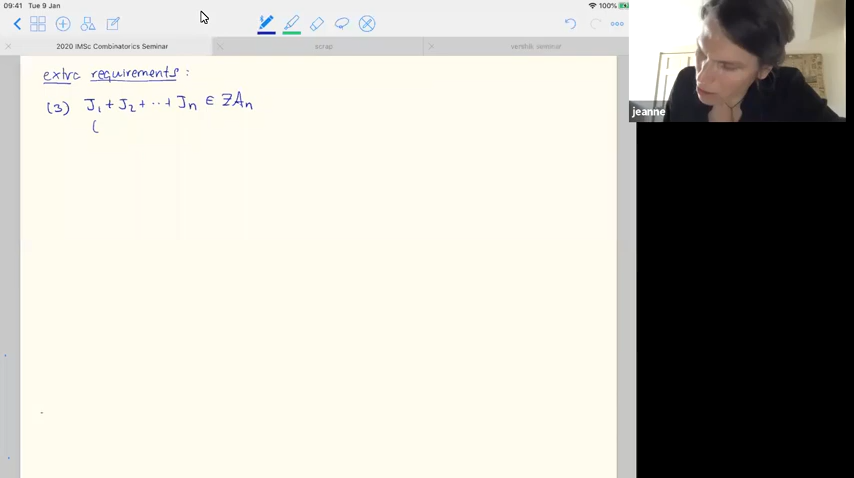 09:41 Tue 9 Jan
100%
2020 IMSc Combinatorics Seminar
scrap
vershik seminar
extra requirements :
(3) J₁ + J₂ + ·· + Jₙ ∈ ZAₙ
(
jeanne